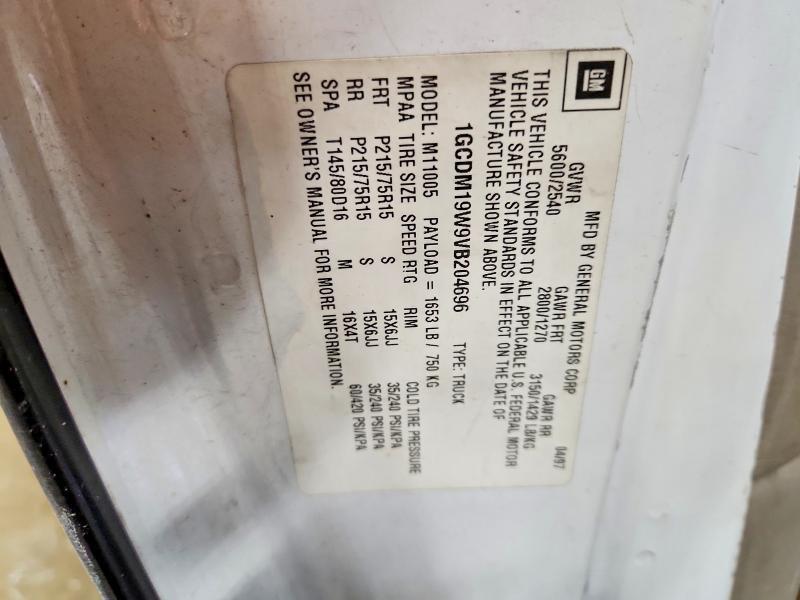 GM
MFD BY GENERAL MOTORS CORP 04/97
GVWR GAWR FRT GAWR RR
5600/2540 2800/1270 3150/1429 LB/KG
THIS VEHICLE CONFORMS TO ALL APPLICABLE U.S. FEDERAL MOTOR
VEHICLE SAFETY STANDARDS IN EFFECT ON THE DATE OF
MANUFACTURE SHOWN ABOVE.
1GCDM19W9VB204696 TYPE: TRUCK
MODEL: M11005 PAYLOAD = 1653 LB / 750 KG
MPAA TIRE SIZE SPEED RTG RIM COLD TIRE PRESSURE
FRT P215/75R15 S 15X6JJ 35/240 PSI/KPA
RR P215/75R15 S 15X6JJ 35/240 PSI/KPA
SPA T145/80D16 M 16X4T 60/420 PSI/KPA
SEE OWNER'S MANUAL FOR MORE INFORMATION.